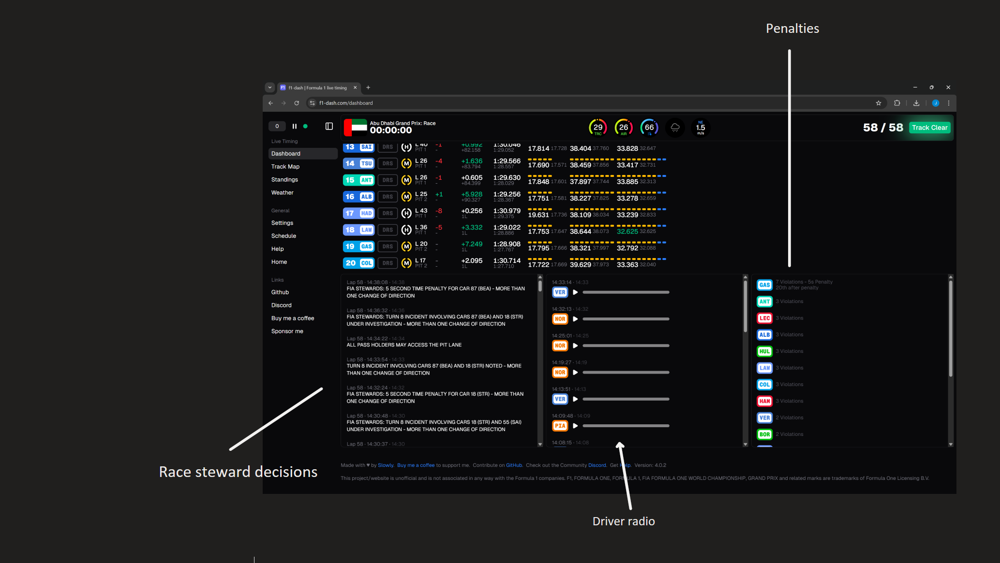 Penalties
f1-dash | Formula 1 live timing
f1-dash.com/dashboard
J
0
Abu Dhabi Grand Prix: Race
00:00:00
29 TRC
26 AIR
66
NE 1.5 m/s
58 / 58
Track Clear
Live Timing
Dashboard
Track Map
Standings
Weather
General
Settings
Schedule
Help
Home
Links
Github
Discord
Buy me a coffee
Sponsor me
13 SAI DRS H L 40 PIT 1 -1 - +0.992 +82.158 1:30.046 1:29.052 17.814 17.728 38.404 37.760 33.828 32.647
14 TSU DRS M L 26 PIT 1 -4 - +1.636 +83.794 1:29.566 1:28.557 17.690 17.571 38.459 37.856 33.417 32.731
15 ANT DRS M L 26 PIT 1 -1 - +0.605 +84.399 1:29.630 1:28.029 17.848 17.601 37.897 37.744 33.885 32.313
16 ALB DRS M L 25 PIT 2 +1 - +5.928 +90.327 1:29.256 1:28.367 17.751 17.581 38.227 37.825 33.278 32.659
17 HAD DRS H L 43 PIT 1 -8 - +0.256 1L 1:30.979 1:29.375 19.631 17.736 38.109 38.034 33.239 32.833
18 LAW DRS H L 36 PIT 1 -5 - +3.332 1L 1:29.022 1:28.886 17.753 17.647 38.644 38.073 32.625 32.625
19 GAS DRS M L 20 PIT 2 - - +7.249 1L 1:28.908 1:27.767 17.795 17.666 38.321 37.997 32.792 32.088
20 COL DRS M L 17 PIT 2 - - +2.095 1L 1:30.714 1:27.710 17.722 17.669 39.629 37.973 33.363 32.040
Lap 58 · 14:38:08 · 14:38
FIA STEWARDS: 5 SECOND TIME PENALTY FOR CAR 87 (BEA) - MORE THAN
ONE CHANGE OF DIRECTION
Lap 58 · 14:36:32 · 14:36
FIA STEWARDS: TURN 8 INCIDENT INVOLVING CARS 87 (BEA) AND 18 (STR)
UNDER INVESTIGATION - MORE THAN ONE CHANGE OF DIRECTION
Lap 58 · 14:34:22 · 14:34
ALL PASS HOLDERS MAY ACCESS THE PIT LANE
Lap 58 · 14:33:54 · 14:33
TURN 8 INCIDENT INVOLVING CARS 87 (BEA) AND 18 (STR) NOTED - MORE
THAN ONE CHANGE OF DIRECTION
Lap 58 · 14:32:24 · 14:32
FIA STEWARDS: 5 SECOND TIME PENALTY FOR CAR 18 (STR) - MORE THAN
ONE CHANGE OF DIRECTION
Lap 58 · 14:30:48 · 14:30
FIA STEWARDS: TURN 8 INCIDENT INVOLVING CARS 18 (STR) AND 55 (SAI)
UNDER INVESTIGATION - MORE THAN ONE CHANGE OF DIRECTION
Lap 58 · 14:30:37 · 14:30
14:33:14 · 14:33
VER
14:32:13 · 14:32
NOR
14:25:01 · 14:25
NOR
14:19:27 · 14:19
NOR
14:13:51 · 14:13
VER
14:09:48 · 14:09
PIA
14:08:15 · 14:08
GAS 7 Violations - 5s Penalty
20th after penalty
ANT 3 Violations
LEC 3 Violations
ALB 3 Violations
HUL 3 Violations
LAW 3 Violations
COL 3 Violations
HAM 3 Violations
VER 2 Violations
BOR 2 Violations
Made with ♥ by Slowly. Buy me a coffee to support me. Contribute on GitHub. Check out the Community Discord. Get Help. Version: 4.0.2
This project/website is unofficial and is not associated in any way with the Formula 1 companies. F1, FORMULA ONE, FORMULA 1, FIA FORMULA ONE WORLD CHAMPIONSHIP, GRAND PRIX and related marks are trademarks of Formula One Licensing B.V.
Race steward decisions
Driver radio